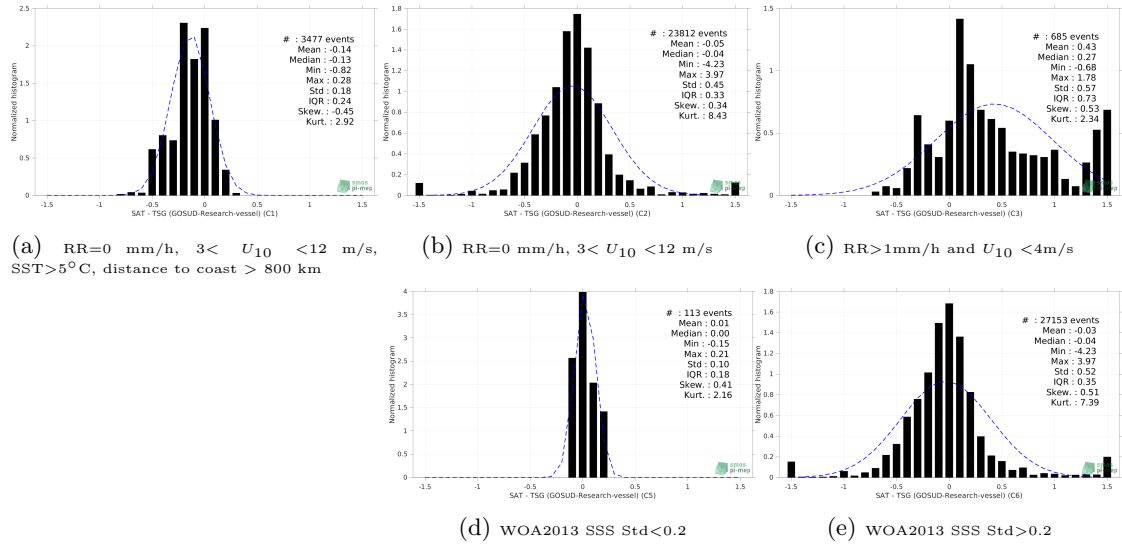 2.5
2
1.5
1
0.5
0
-1.5 -1 -0.5 0 0.5 1 1.5
Normalized histogram
SAT - TSG (GOSUD-Research-vessel) (C1)
# : 3477 events
Mean : -0.14
Median : -0.13
Min : -0.82
Max : 0.28
Std : 0.18
IQR : 0.24
Skew. : -0.45
Kurt. : 2.92
smos
pi-mep
(a) RR=0 mm/h, 3< U10 <12 m/s,
SST>5°C, distance to coast > 800 km
1.8
1.6
1.4
1.2
1
0.8
0.6
0.4
0.2
0
-1.5 -1 -0.5 0 0.5 1 1.5
Normalized histogram
SAT - TSG (GOSUD-Research-vessel) (C2)
# : 23812 events
Mean : -0.05
Median : -0.04
Min : -4.23
Max : 3.97
Std : 0.45
IQR : 0.33
Skew. : 0.34
Kurt. : 8.43
smos
pi-mep
(b) RR=0 mm/h, 3< U10 <12 m/s
1.5
1
0.5
0
-1.5 -1 -0.5 0 0.5 1 1.5
Normalized histogram
SAT - TSG (GOSUD-Research-vessel) (C3)
# : 685 events
Mean : 0.43
Median : 0.27
Min : -0.68
Max : 1.78
Std : 0.57
IQR : 0.73
Skew. : 0.53
Kurt. : 2.34
smos
pi-mep
(c) RR>1mm/h and U10 <4m/s
4
3.5
3
2.5
2
1.5
1
0.5
0
-1.5 -1 -0.5 0 0.5 1 1.5
Normalized histogram
SAT - TSG (GOSUD-Research-vessel) (C5)
# : 113 events
Mean : 0.01
Median : 0.00
Min : -0.15
Max : 0.21
Std : 0.10
IQR : 0.18
Skew. : 0.41
Kurt. : 2.16
smos
pi-mep
(d) WOA2013 SSS Std<0.2
1.8
1.6
1.4
1.2
1
0.8
0.6
0.4
0.2
0
-1.5 -1 -0.5 0 0.5 1 1.5
Normalized histogram
SAT - TSG (GOSUD-Research-vessel) (C6)
# : 27153 events
Mean : -0.03
Median : -0.04
Min : -4.23
Max : 3.97
Std : 0.52
IQR : 0.35
Skew. : 0.51
Kurt. : 7.39
smos
pi-mep
(e) WOA2013 SSS Std>0.2